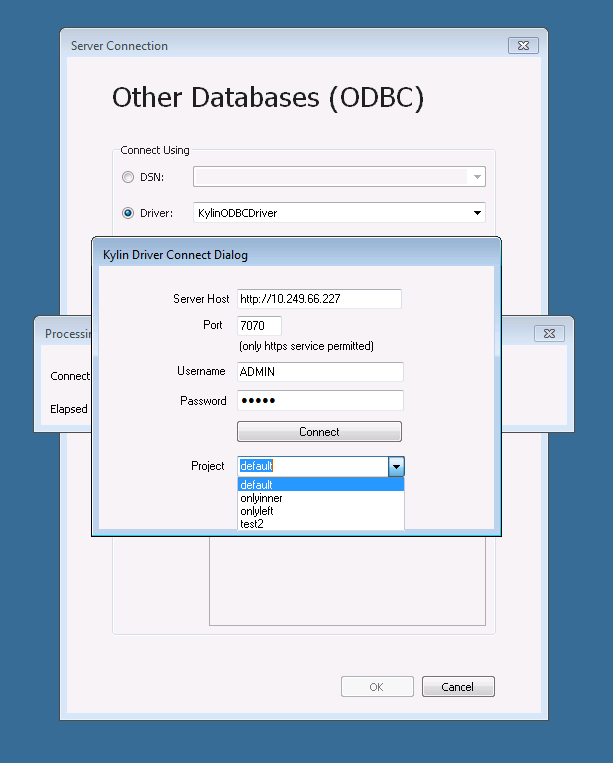 Server Connection
Other Databases (ODBC)
Connect Using
DSN:
Driver: KylinODBCDriver
Kylin Driver Connect Dialog
Server Host http://10.249.66.227
Port 7070
(only https service permitted)
Processin
Connect
Elapsed
Username ADMIN
Password •••••
Connect
Project default
default
onlyinner
onlyleft
test2
OK Cancel